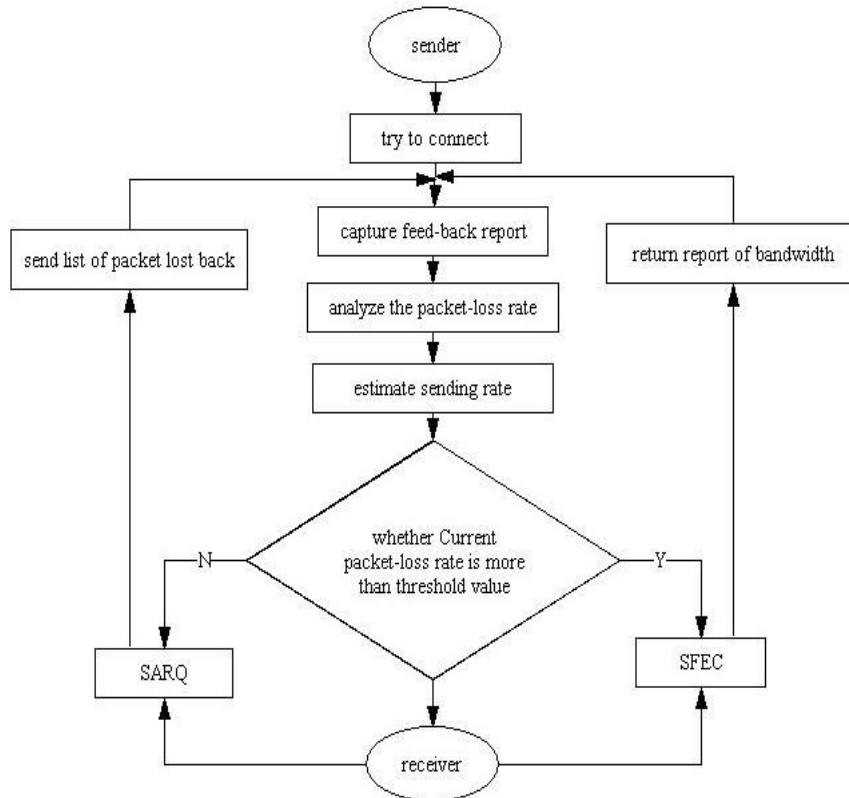 sender
try to connect
capture feed-back report
send list of packet lost back
return report of bandwidth
analyze the packet-loss rate
estimate sending rate
whether Current
packet-loss rate is more
than threshold value
N
Y
SARQ
SFEC
receiver